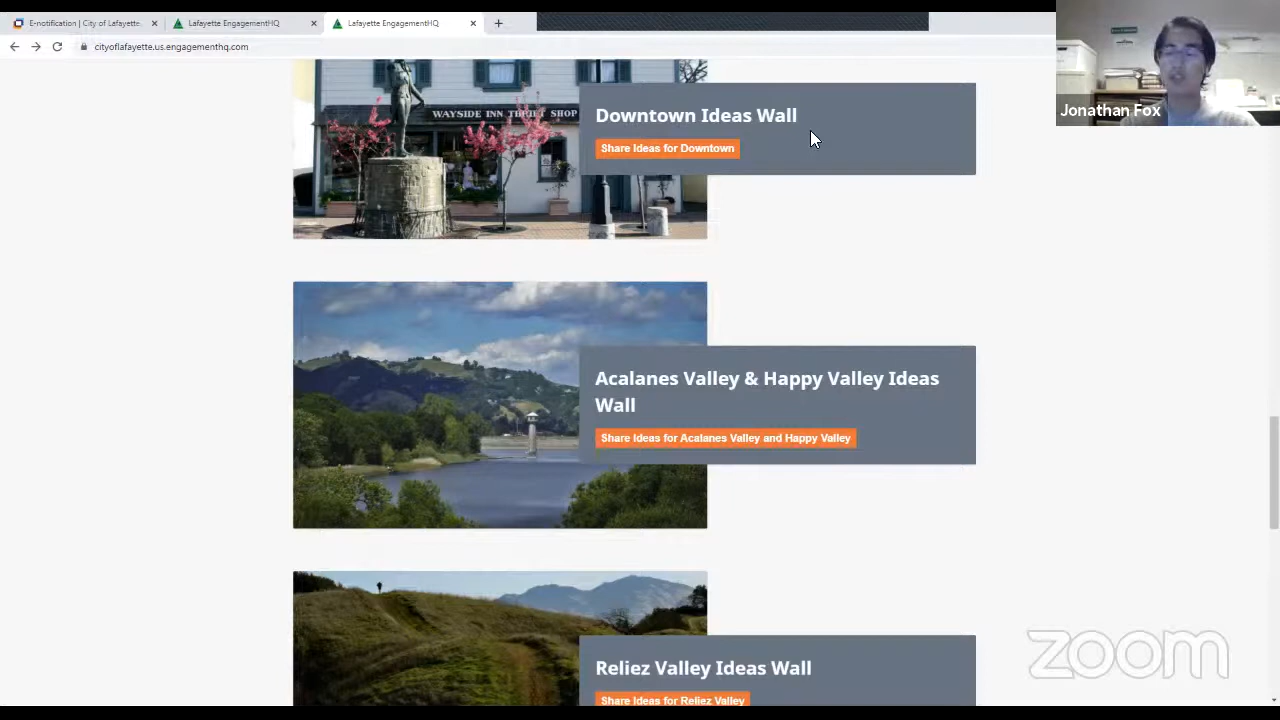 E-notification | City of Lafayette
Lafayette EngagementHQ
Lafayette EngagementHQ
cityoflafayette.us.engagementhq.com
Jonathan Fox
WAYSIDE INN THRIFT SHOP
Downtown Ideas Wall
Share Ideas for Downtown
Acalanes Valley & Happy Valley Ideas
Wall
Share Ideas for Acalanes Valley and Happy Valley
Reliez Valley Ideas Wall
Share Ideas for Reliez Valley
zoom